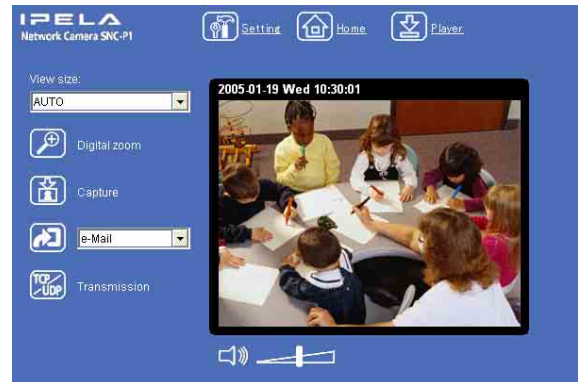 IPELA
Network Camera SNC-P1
Setting
Home
Player
View size:
AUTO
2005-01-19 Wed 10:30:01
Digital zoom
Capture
e-Mail
TCP/UDP
Transmission